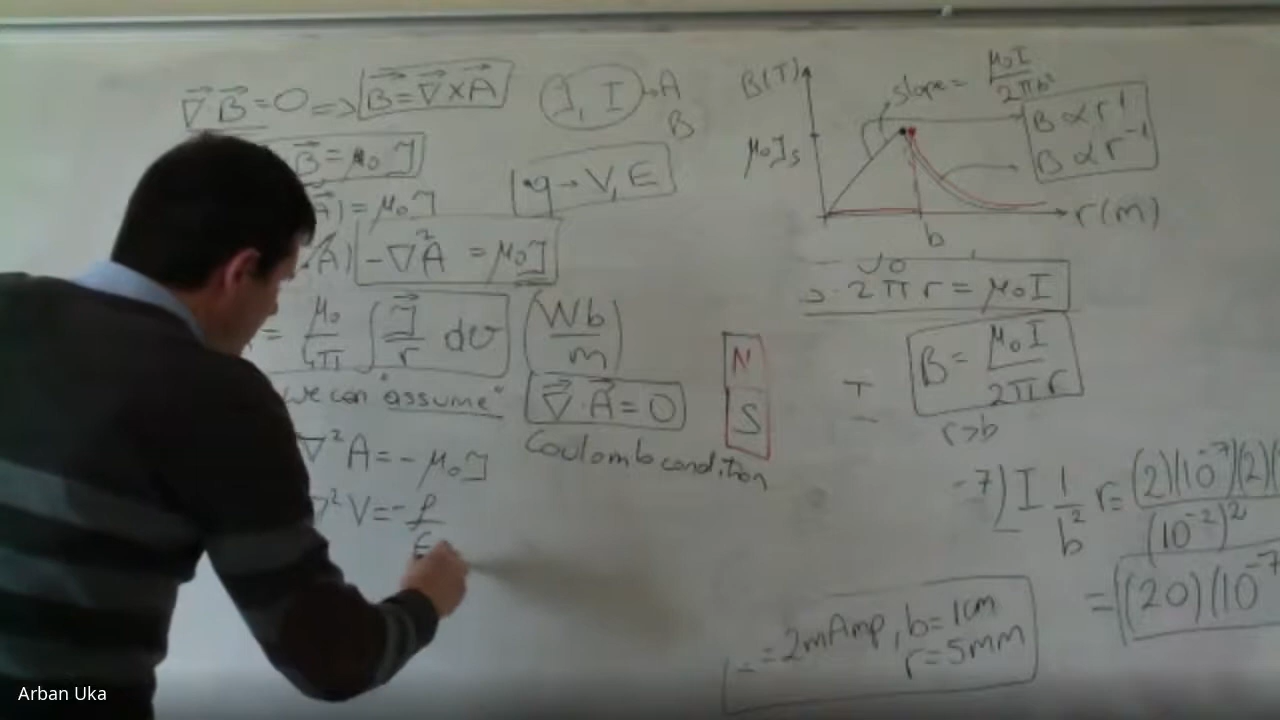 ∇⃗ B⃗ = 0 => B⃗ = ∇⃗ × A⃗
J, I → A
B
B⃗ = μ₀ J
A⃗) = μ₀J
q → V, E
A⃗) -∇²A⃗ = μ₀J
= μ₀/4π ∫ J⃗/r dv (Wb/m)
we can "assume" ∇⃗ · A⃗ = 0
Coulomb condition
∇²A = - μ₀J
∇²V = - ρ/ε
B(T)
slope = μ₀I/2πb²
B ∝ r¹
B ∝ r⁻¹
μ₀Js
b
r(m)
2πr = μ₀I
N
S
B = μ₀I/2πr
r>b
-7) I 1/b² r = (2)(10⁻⁷)(2)(
(10⁻²)²
= (20)(10⁻⁷
= 2mAmp, b = 1cm
r = 5mm
Arban Uka